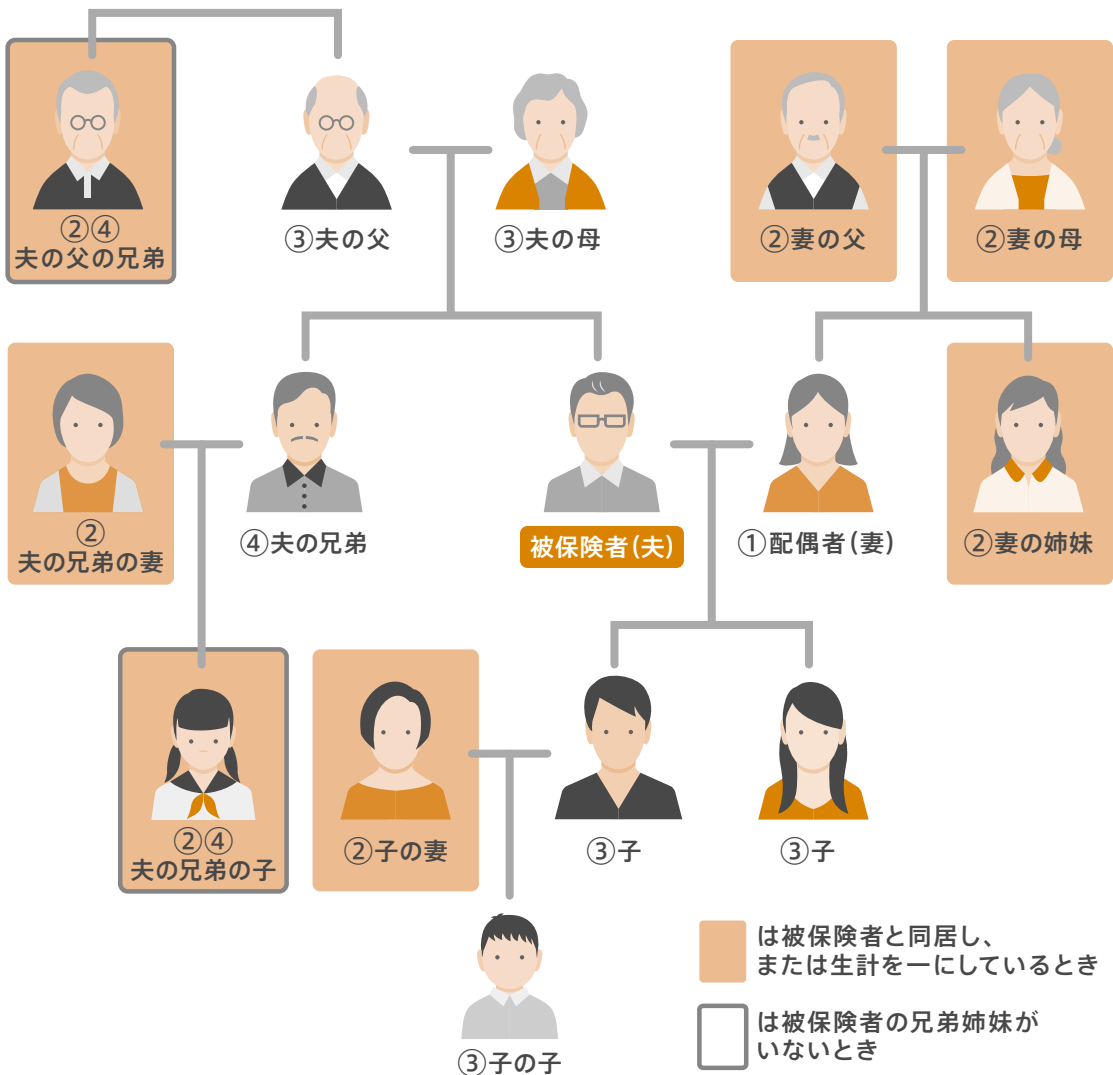 ②④
夫の父の兄弟
③夫の父
③夫の母
②妻の父
②妻の母
②
夫の兄弟の妻
④夫の兄弟
被保険者(夫)
①配偶者(妻)
②妻の姉妹
②④
夫の兄弟の子
②子の妻
③子
③子
③子の子
は被保険者と同居し、
または生計を一にしているとき
は被保険者の兄弟姉妹が
いないとき